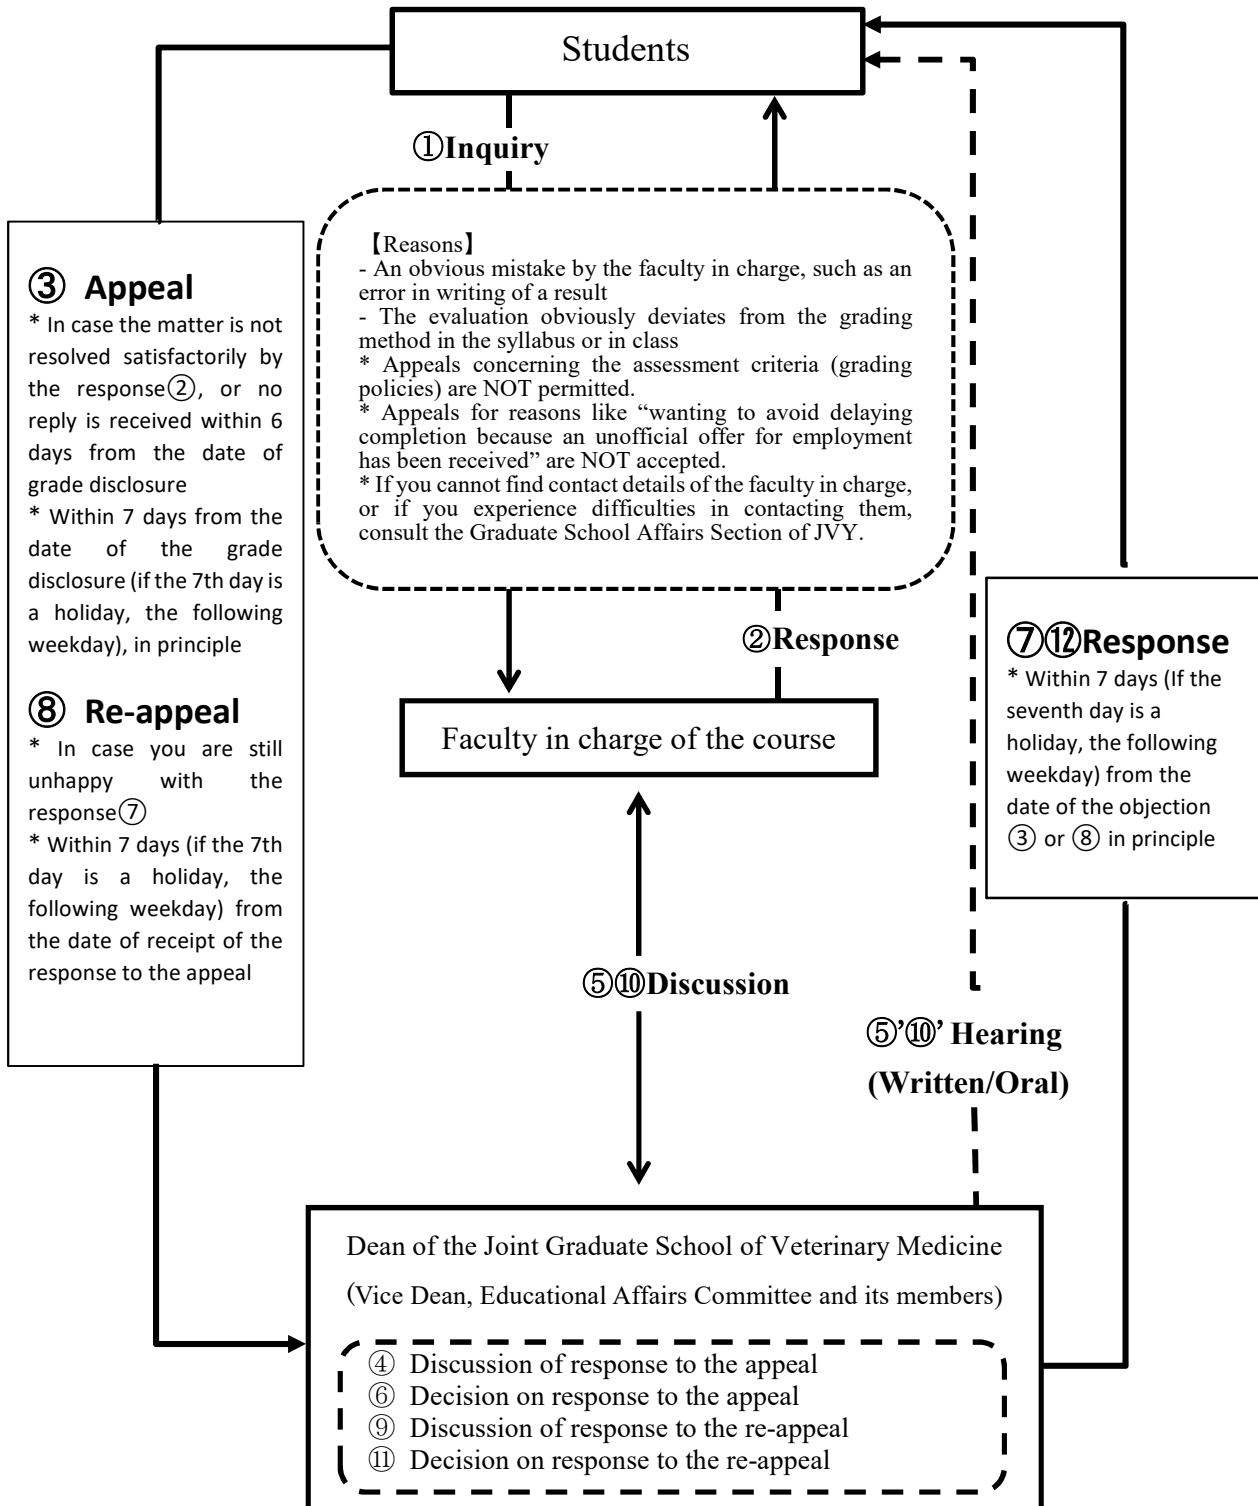 Students
①Inquiry
【Reasons】
- An obvious mistake by the faculty in charge, such as an
error in writing of a result
- The evaluation obviously deviates from the grading
method in the syllabus or in class
* Appeals concerning the assessment criteria (grading
policies) are NOT permitted.
* Appeals for reasons like “wanting to avoid delaying
completion because an unofficial offer for employment
has been received” are NOT accepted.
* If you cannot find contact details of the faculty in charge,
or if you experience difficulties in contacting them,
consult the Graduate School Affairs Section of JVY.
③ Appeal
* In case the matter is not
resolved satisfactorily by
the response②, or no
reply is received within 6
days from the date of
grade disclosure
* Within 7 days from the
date of the grade
disclosure (if the 7th day is
a holiday, the following
weekday), in principle
⑧ Re-appeal
* In case you are still
unhappy with the
response⑦
* Within 7 days (if the 7th
day is a holiday, the
following weekday) from
the date of receipt of the
response to the appeal
②Response
Faculty in charge of the course
⑦⑫Response
* Within 7 days (If the
seventh day is a
holiday, the following
weekday) from the
date of the objection
③ or ⑧ in principle
⑤⑩Discussion
⑤’⑩’ Hearing
(Written/Oral)
Dean of the Joint Graduate School of Veterinary Medicine
(Vice Dean, Educational Affairs Committee and its members)
④ Discussion of response to the appeal
⑥ Decision on response to the appeal
⑨ Discussion of response to the re-appeal
⑪ Decision on response to the re-appeal